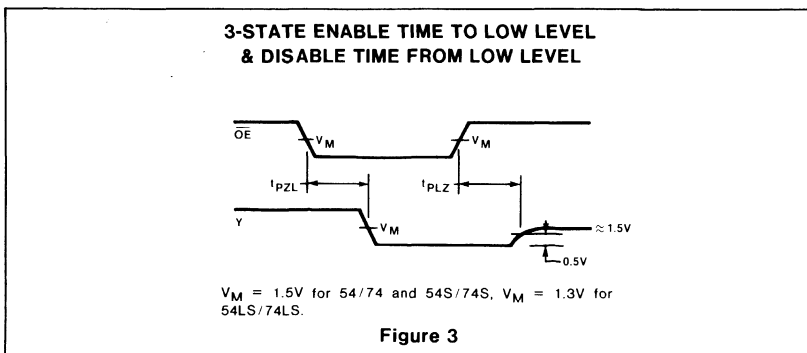 3-STATE ENABLE TIME TO LOW LEVEL
& DISABLE TIME FROM LOW LEVEL
OE
VM
VM
tPZL
tPLZ
Y
VM
≈ 1.5V
0.5V
VM = 1.5V for 54/74 and 54S/74S, VM = 1.3V for
54LS/74LS.
Figure 3